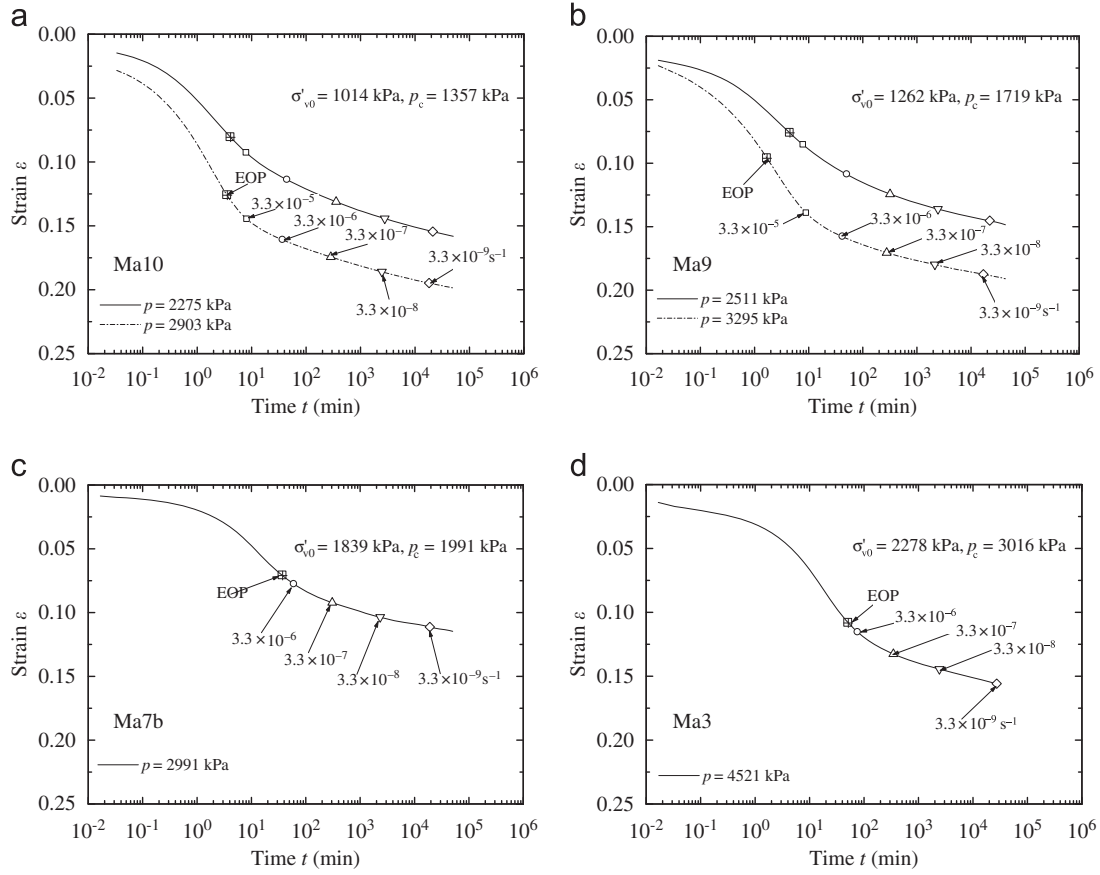 a
0.00
0.05
0.10
0.15
0.20
0.25
Strain ε
σ'v0 = 1014 kPa, pc = 1357 kPa
EOP
3.3×10⁻⁵
3.3×10⁻⁶
3.3×10⁻⁷
3.3×10⁻⁹s⁻¹
3.3×10⁻⁸
Ma10
p = 2275 kPa
p = 2903 kPa
10⁻² 10⁻¹ 10⁰ 10¹ 10² 10³ 10⁴ 10⁵ 10⁶
Time t (min)
b
0.00
0.05
0.10
0.15
0.20
0.25
Strain ε
σ'v0 = 1262 kPa, pc = 1719 kPa
EOP
3.3×10⁻⁵
3.3×10⁻⁶
3.3×10⁻⁷
3.3×10⁻⁸
3.3×10⁻⁹s⁻¹
Ma9
p = 2511 kPa
p = 3295 kPa
10⁻² 10⁻¹ 10⁰ 10¹ 10² 10³ 10⁴ 10⁵ 10⁶
Time t (min)
c
0.00
0.05
0.10
0.15
0.20
0.25
Strain ε
σ'v0 = 1839 kPa, pc = 1991 kPa
EOP
3.3×10⁻⁶
3.3×10⁻⁷
3.3×10⁻⁸
3.3×10⁻⁹s⁻¹
Ma7b
p = 2991 kPa
10⁻² 10⁻¹ 10⁰ 10¹ 10² 10³ 10⁴ 10⁵ 10⁶
Time t (min)
d
0.00
0.05
0.10
0.15
0.20
0.25
Strain ε
σ'v0 = 2278 kPa, pc = 3016 kPa
EOP
3.3×10⁻⁶
3.3×10⁻⁷
3.3×10⁻⁸
3.3×10⁻⁹ s⁻¹
Ma3
p = 4521 kPa
10⁻² 10⁻¹ 10⁰ 10¹ 10² 10³ 10⁴ 10⁵ 10⁶
Time t (min)